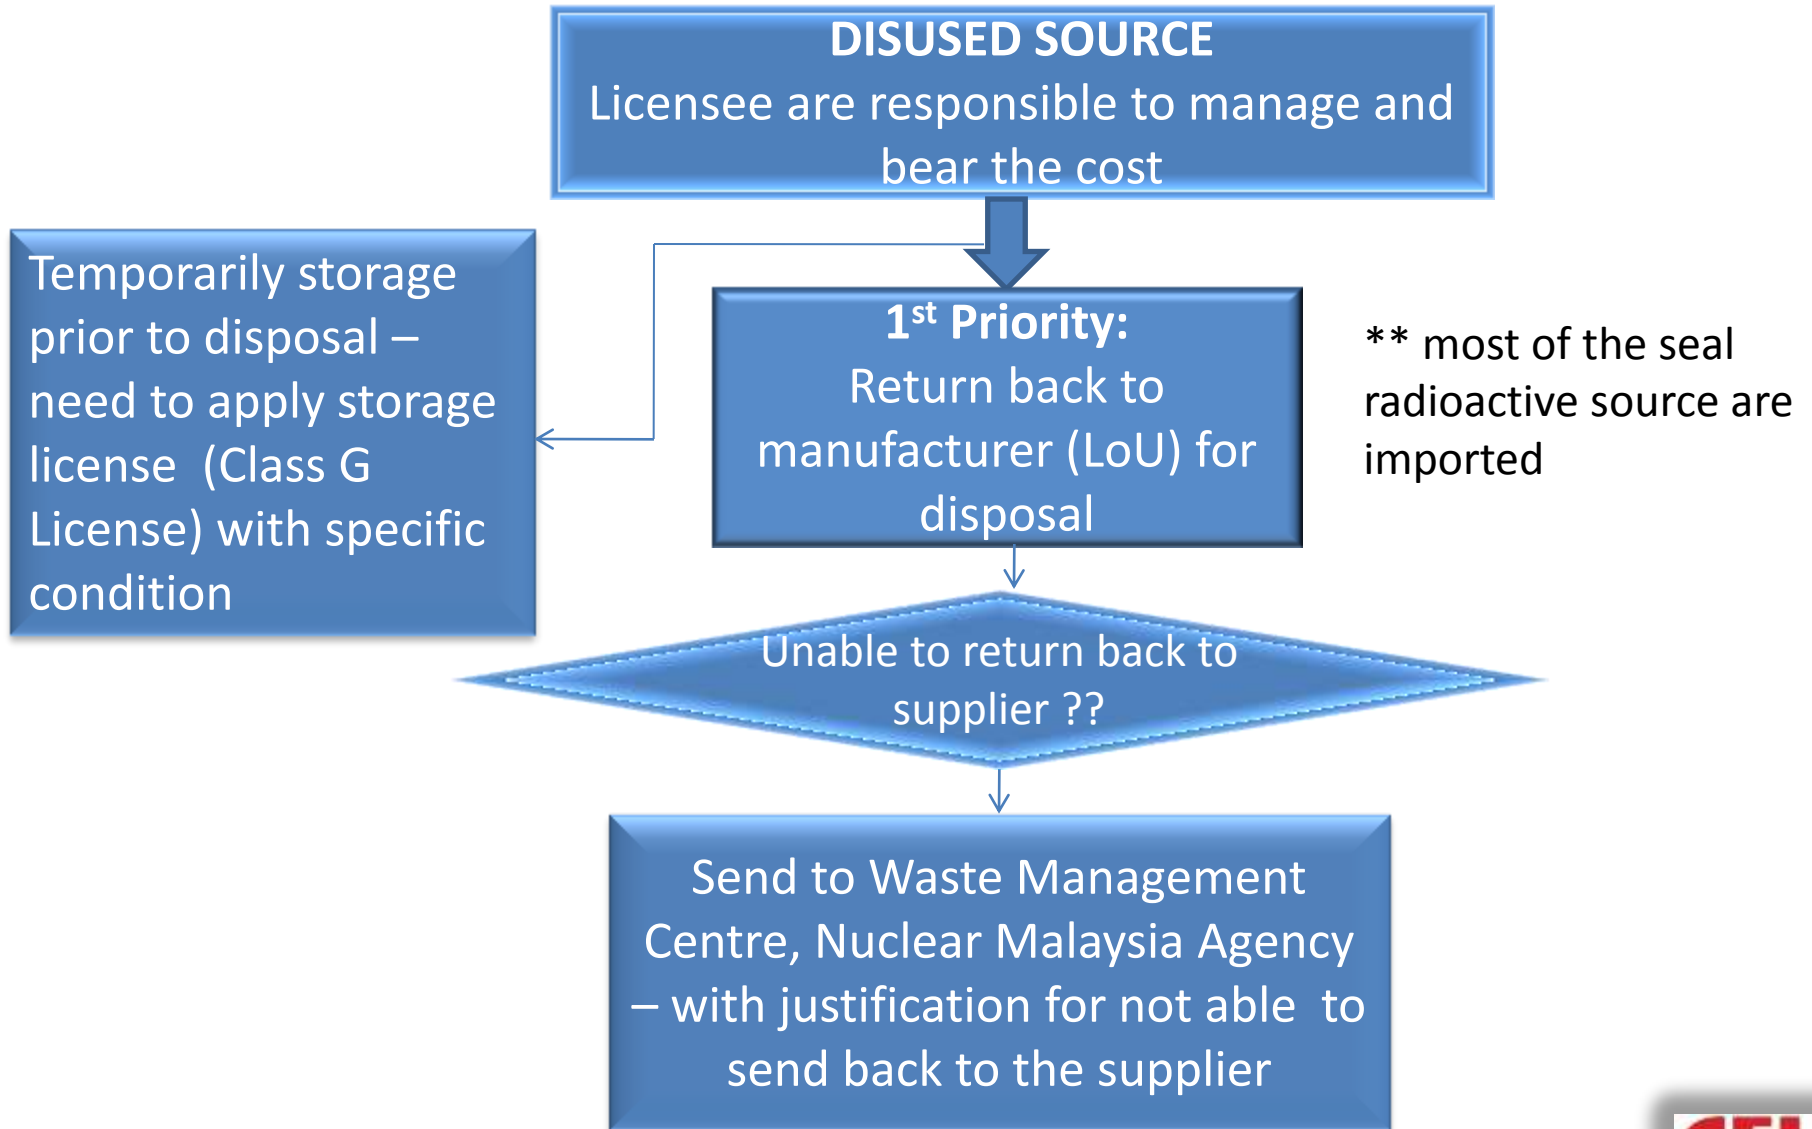 DISUSED SOURCE
Licensee are responsible to manage and
bear the cost
Temporarily storage
prior to disposal –
need to apply storage
license (Class G
License) with specific
condition
1st Priority:
Return back to
manufacturer (LoU) for
disposal
** most of the seal
radioactive source are
imported
Unable to return back to
supplier ??
Send to Waste Management
Centre, Nuclear Malaysia Agency
– with justification for not able to
send back to the supplier